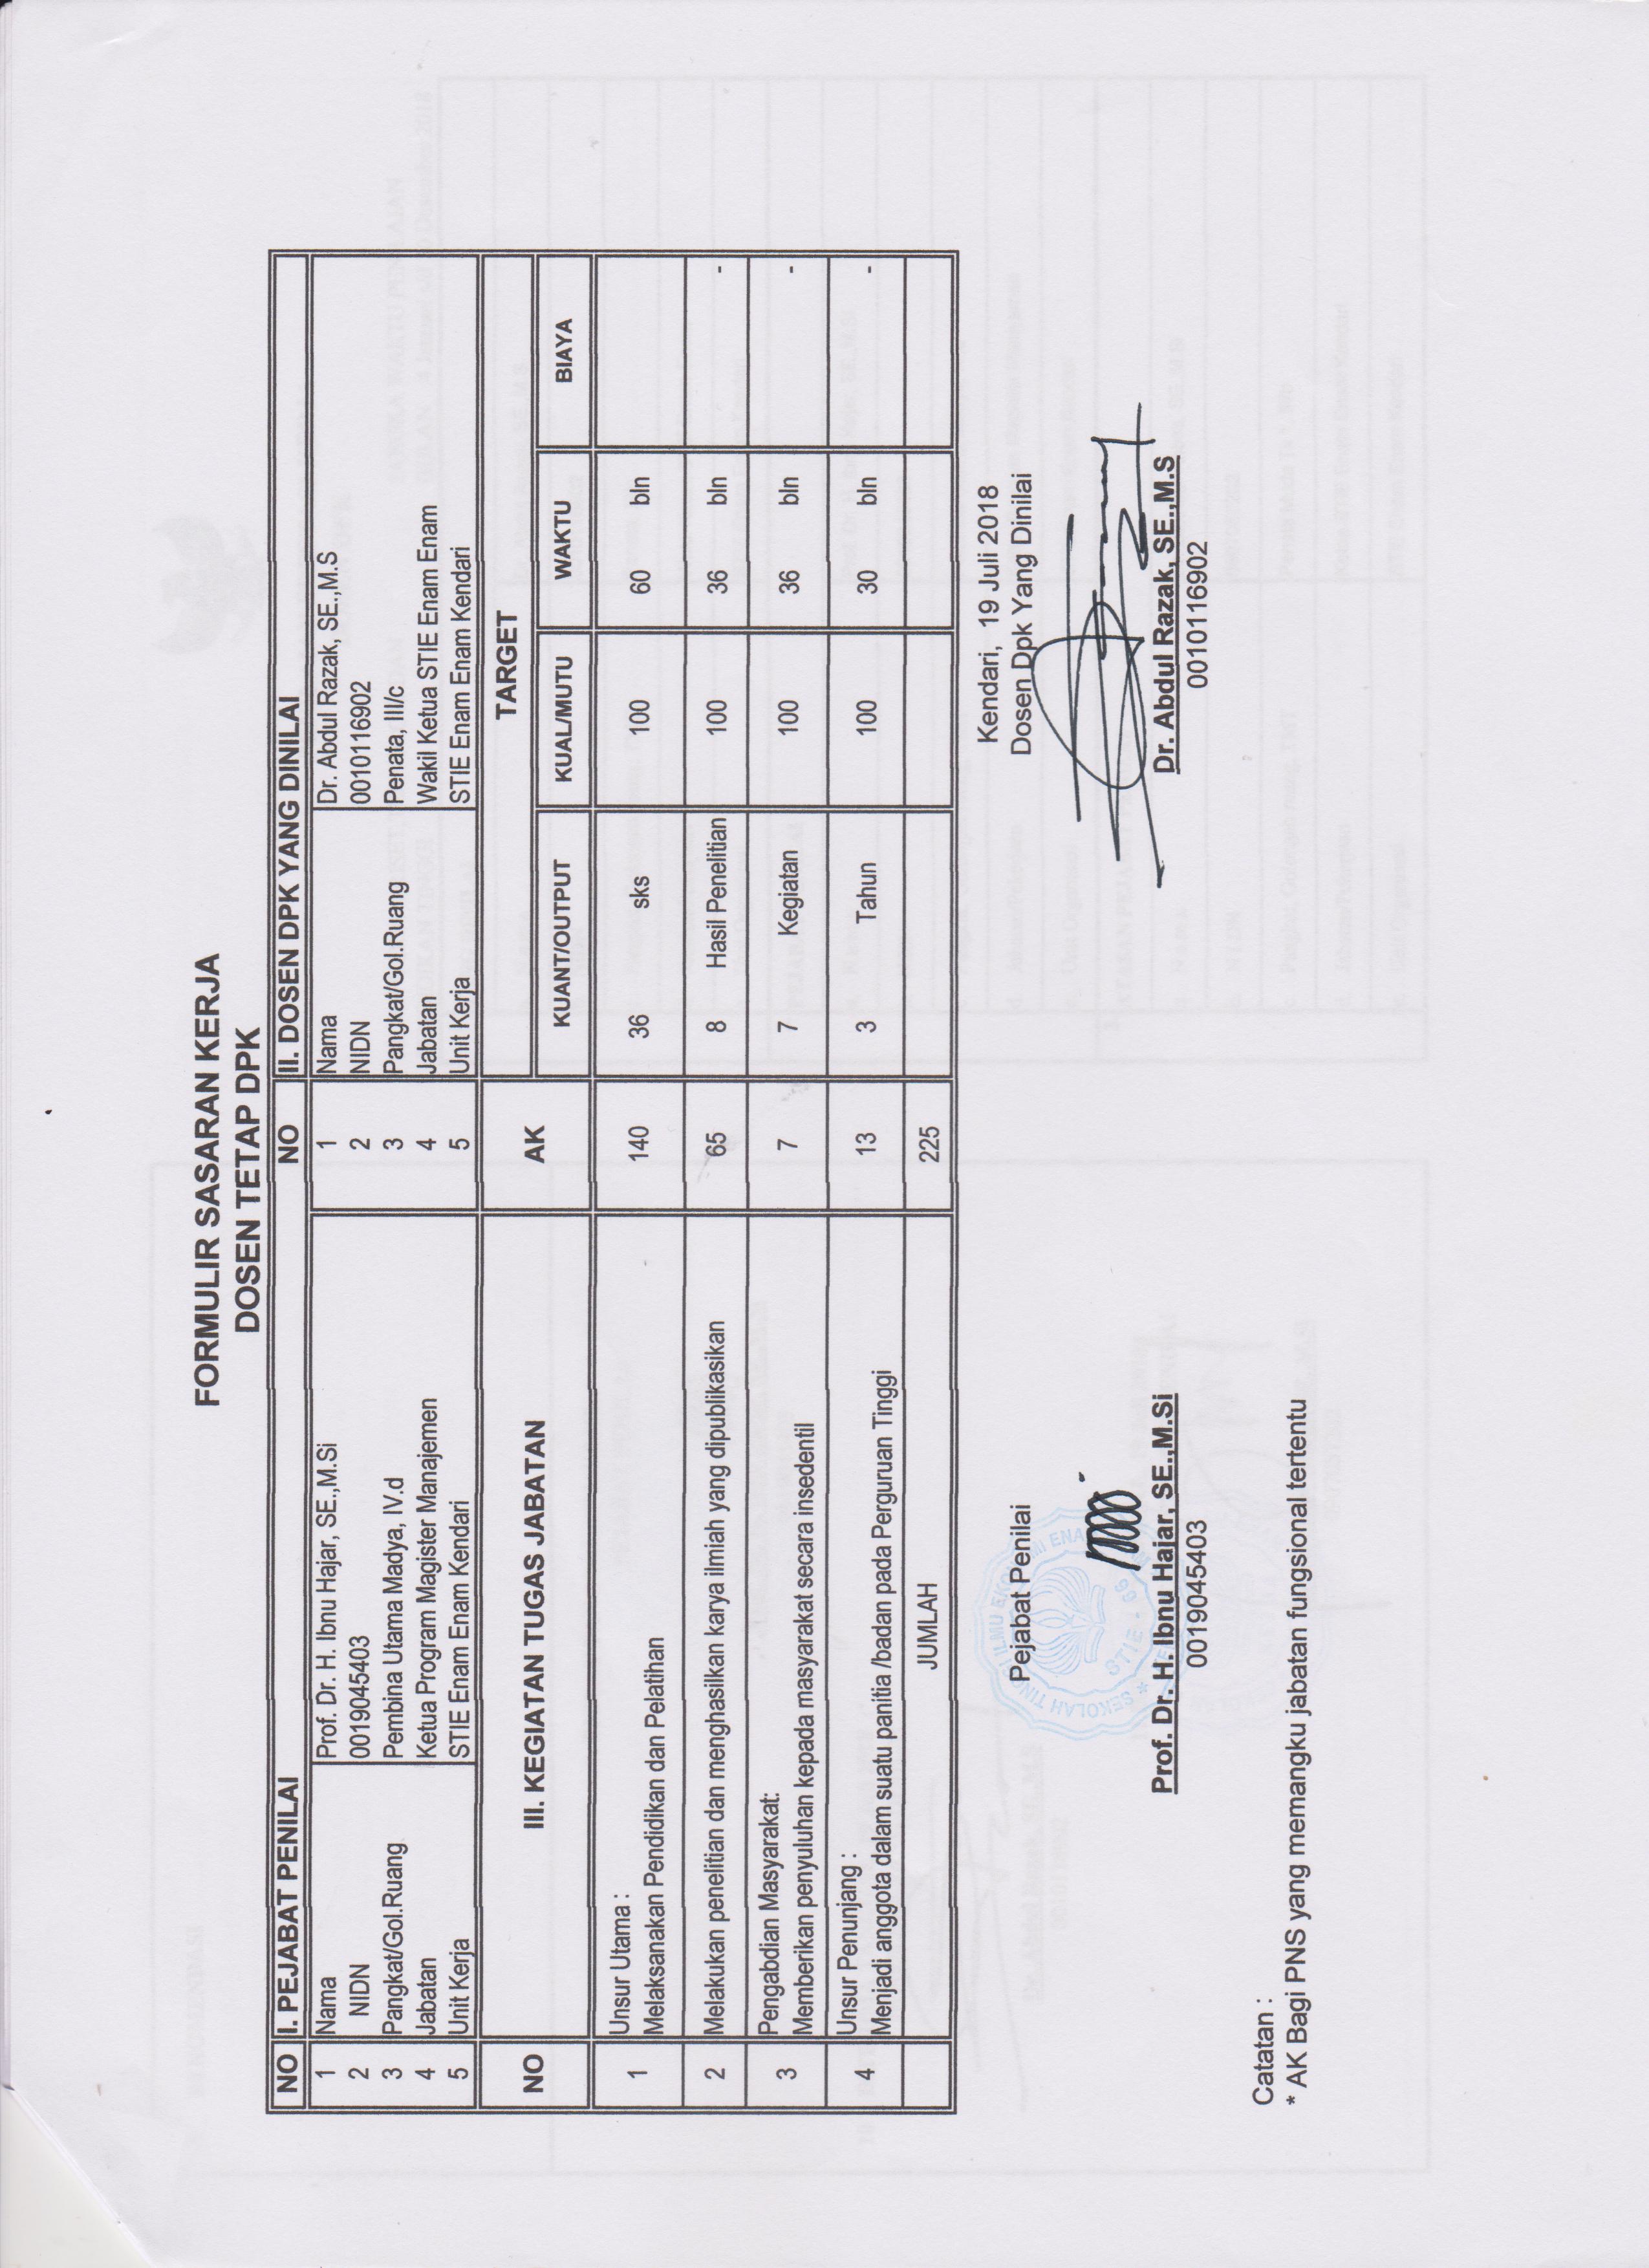 FORMULIR SASARAN KERJA
DOSEN TETAP DPK
NO I. PEJABAT PENILAI NO II. DOSEN DPK YANG DINILAI
1 Nama Prof. Dr. H. Ibnu Hajar, SE.,M.Si 1 Nama Dr. Abdul Razak, SE.,M.S
2 NIDN 0019045403 2 NIDN 0010116902
3 Pangkat/Gol.Ruang Pembina Utama Madya, IV.d 3 Pangkat/Gol.Ruang Penata, III/c
4 Jabatan Ketua Program Magister Manajemen 4 Jabatan Wakil Ketua STIE Enam Enam
5 Unit Kerja STIE Enam Enam Kendari 5 Unit Kerja STIE Enam Enam Kendari
NO III. KEGIATAN TUGAS JABATAN AK TARGET
KUANT/OUTPUT KUAL/MUTU WAKTU BIAYA
Unsur Utama :
1 Melaksanakan Pendidikan dan Pelatihan 140 36 sks 100 60 bln
2 Melakukan penelitian dan menghasilkan karya ilmiah yang dipublikasikan 65 8 Hasil Penelitian 100 36 bln -
Pengabdian Masyarakat:
3 Memberikan penyuluhan kepada masyarakat secara insedentil 7 7 Kegiatan 100 36 bln -
Unsur Penunjang :
4 Menjadi anggota dalam suatu panitia /badan pada Perguruan Tinggi 13 3 Tahun 100 30 bln -
JUMLAH 225
Kendari, 19 Juli 2018
Pejabat Penilai Dosen Dpk Yang Dinilai
Prof. Dr. H. Ibnu Hajar, SE.,M.Si Dr. Abdul Razak, SE.,M.S
0019045403 0010116902
Catatan :
* AK Bagi PNS yang memangku jabatan fungsional tertentu